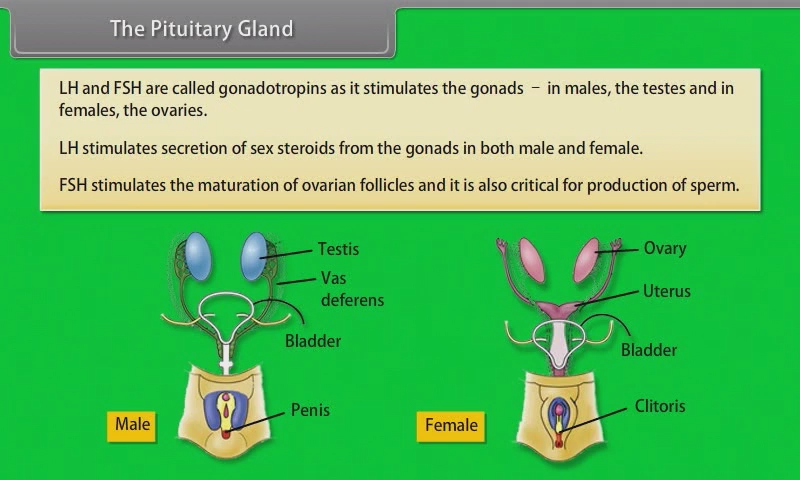 The Pituitary Gland
LH and FSH are called gonadotropins as it stimulates the gonads – in males, the testes and in
females, the ovaries.
LH stimulates secretion of sex steroids from the gonads in both male and female.
FSH stimulates the maturation of ovarian follicles and it is also critical for production of sperm.
Testis
Vas
deferens
Bladder
Penis
Male
Ovary
Uterus
Bladder
Clitoris
Female